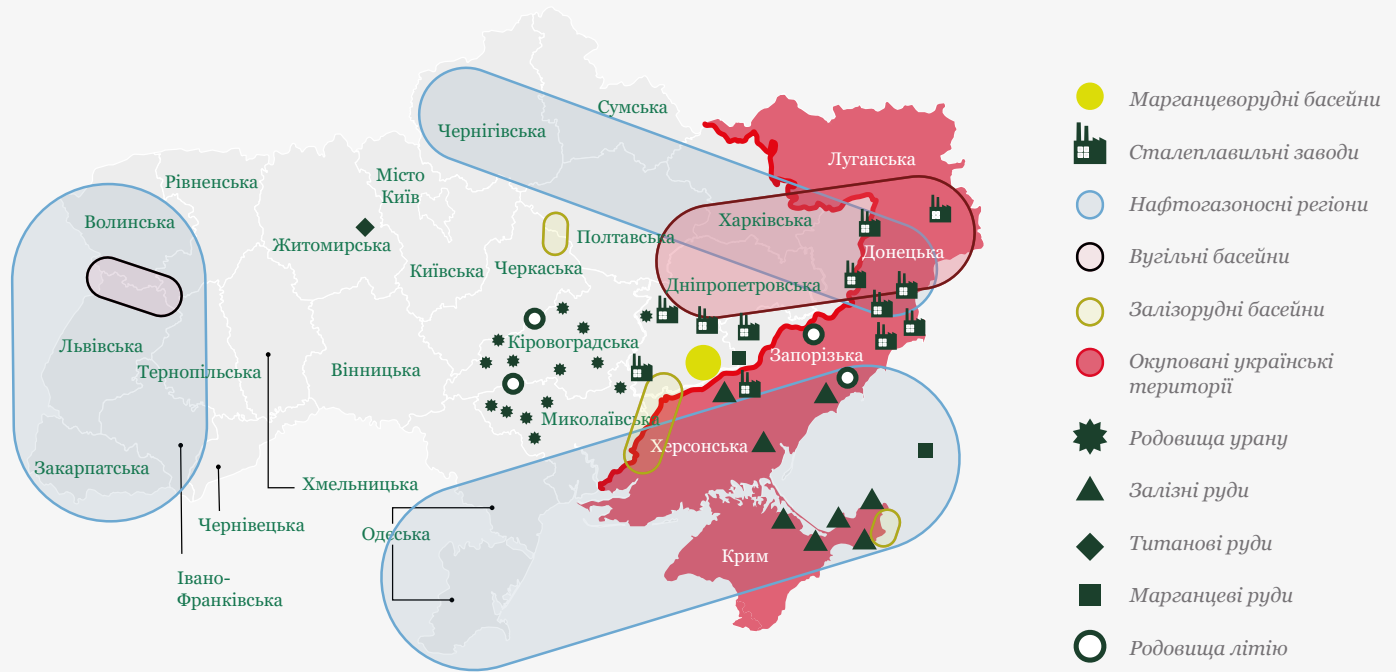 Сумська
Чернігівська
Луганська
Рівненська
Місто
Київ
Волинська
Харківська
Житомирська
Полтавська
Донецька
Київська
Черкаська
Дніпропетровська
Львівська
Кіровоградська
Запорізька
Тернопільська
Вінницька
Миколаївська
Херсонська
Закарпатська
Хмельницька
Чернівецька
Одеська
Крим
Івано-
Франківська
Марганцеворудні басейни
Сталеплавильні заводи
Нафтогазоносні регіони
Вугільні басейни
Залізорудні басейни
Окуповані українські
території
Родовища урану
Залізні руди
Титанові руди
Марганцеві руди
Родовища літію